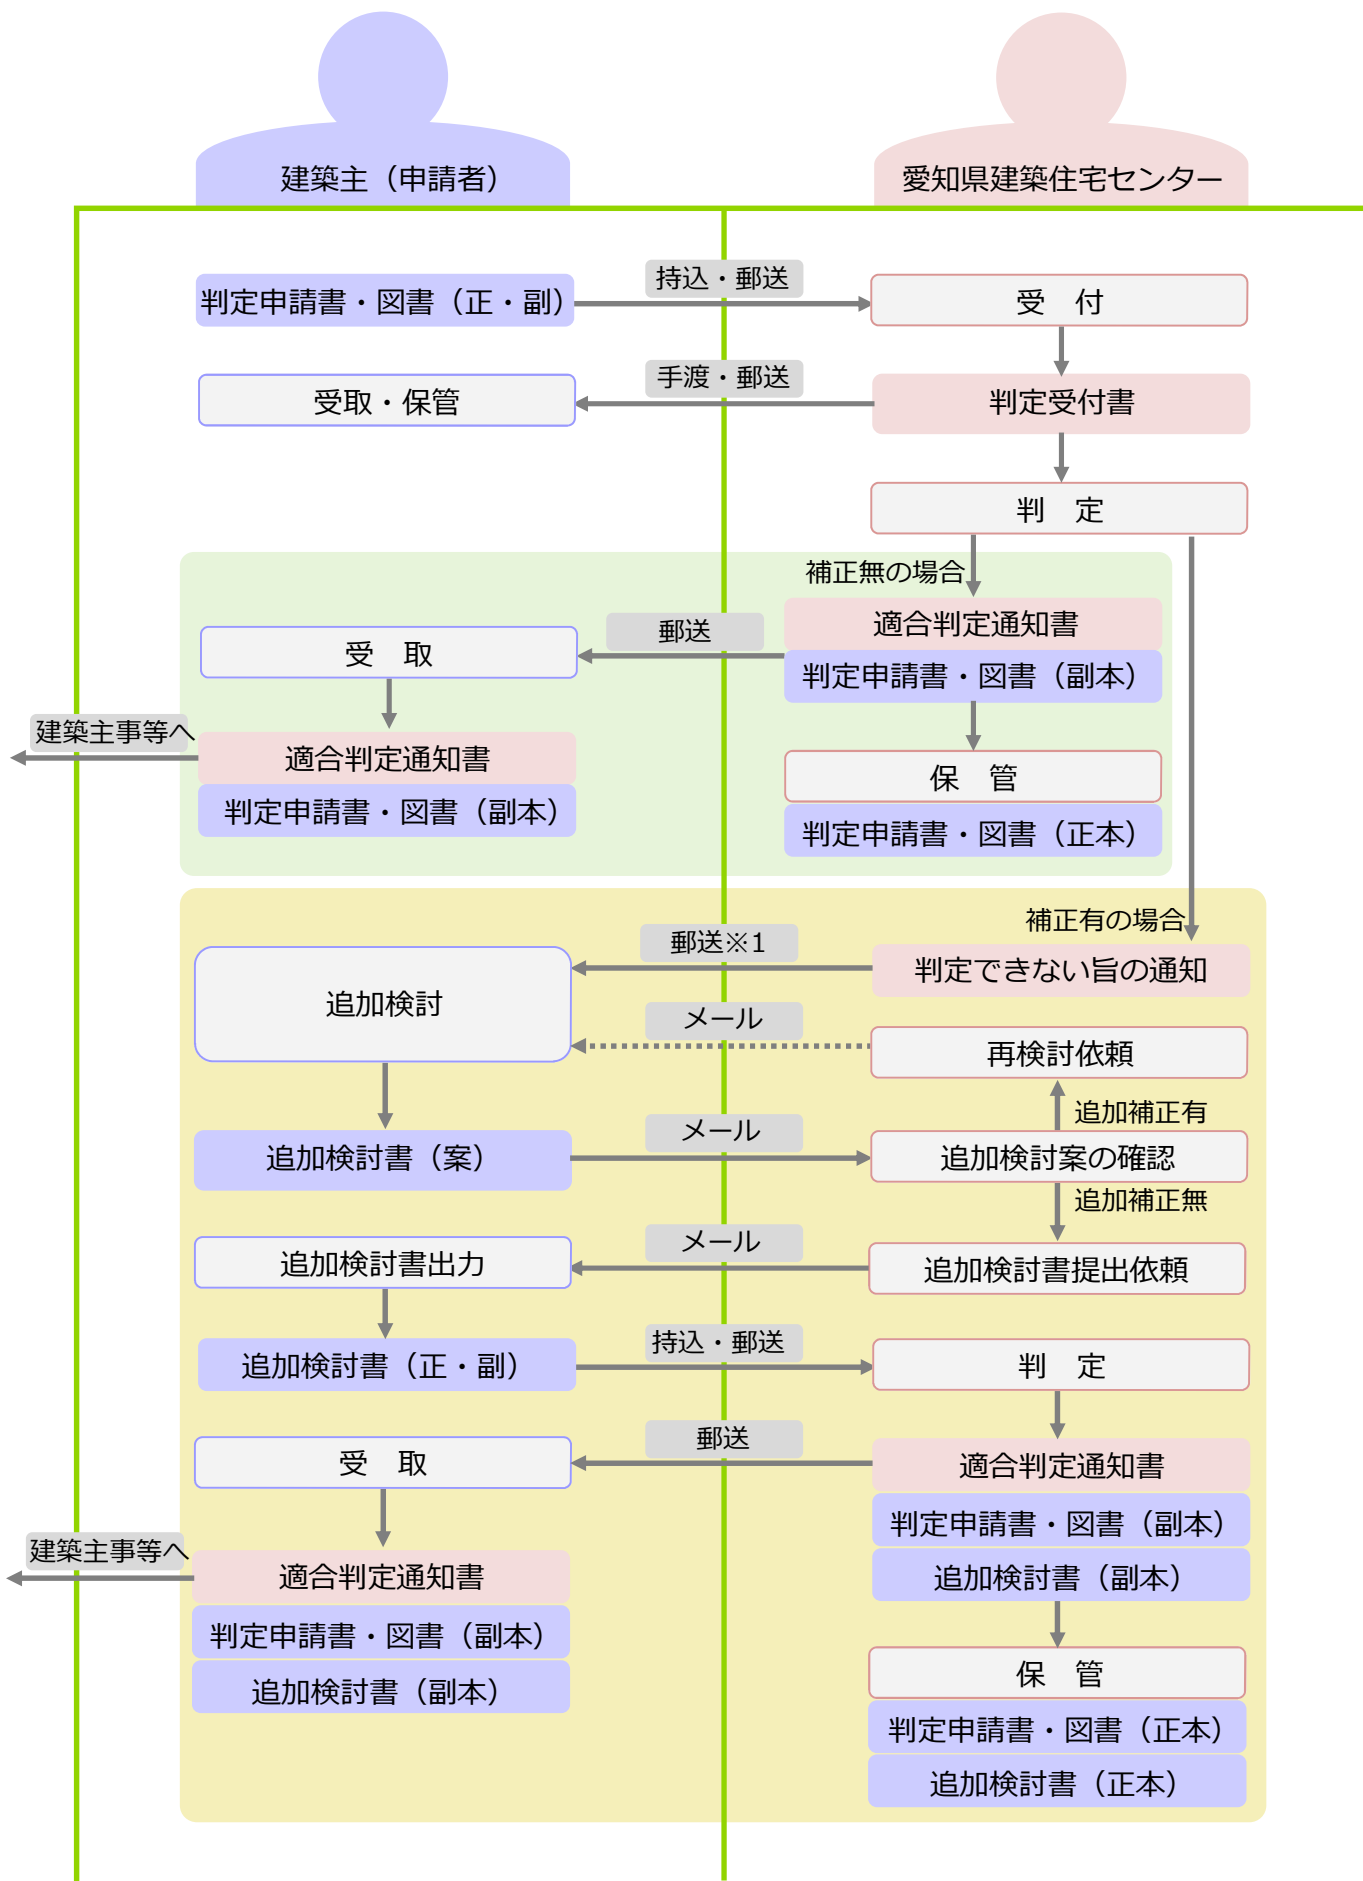 建築主（申請者）
愛知県建築住宅センター
判定申請書・図書（正・副）
持込・郵送
受　付
受取・保管
手渡・郵送
判定受付書
判　定
補正無の場合
適合判定通知書
判定申請書・図書（副本）
郵送
受　取
建築主事等へ
適合判定通知書
判定申請書・図書（副本）
保　管
判定申請書・図書（正本）
補正有の場合
郵送※1
判定できない旨の通知
追加検討
メール
再検討依頼
追加補正有
追加検討書（案）
メール
追加検討案の確認
追加補正無
追加検討書出力
メール
追加検討書提出依頼
追加検討書（正・副）
持込・郵送
判　定
受　取
郵送
適合判定通知書
判定申請書・図書（副本）
追加検討書（副本）
建築主事等へ
適合判定通知書
判定申請書・図書（副本）
追加検討書（副本）
保　管
判定申請書・図書（正本）
追加検討書（正本）